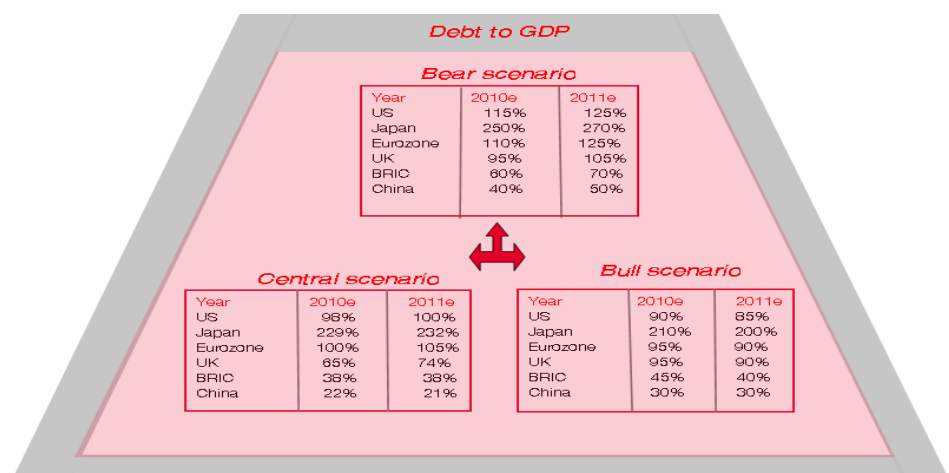 Debt to GDP
Bear scenario
Year 2010e 2011e
US 115% 125%
Japan 250% 270%
Eurozone 110% 125%
UK 95% 105%
BRIC 60% 70%
China 40% 50%
Central scenario
Year 2010e 2011e
US 98% 100%
Japan 229% 232%
Eurozone 100% 105%
UK 65% 74%
BRIC 38% 38%
China 22% 21%
Bull scenario
Year 2010e 2011e
US 90% 85%
Japan 210% 200%
Eurozone 95% 90%
UK 95% 90%
BRIC 45% 40%
China 30% 30%